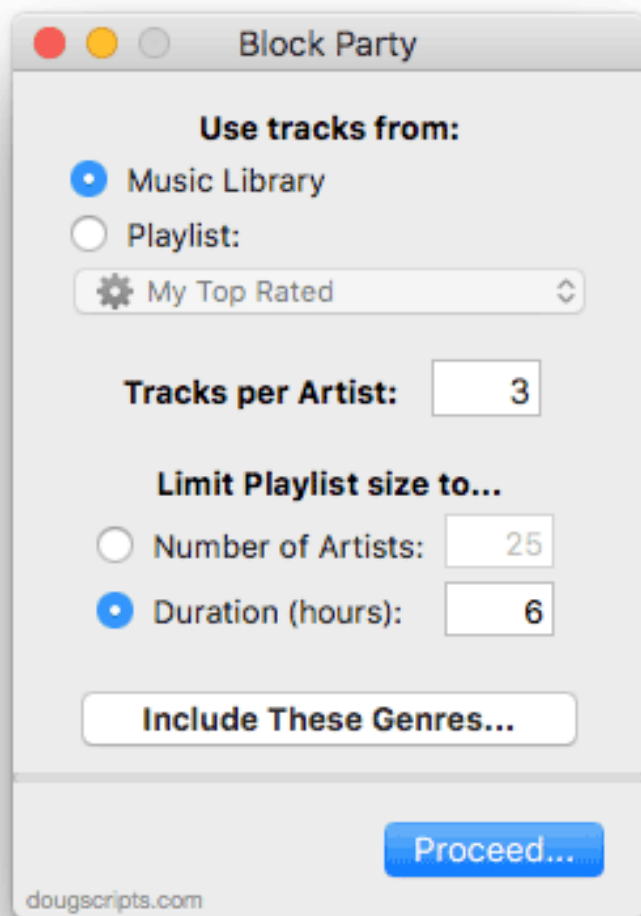 Block Party
Use tracks from:
Music Library
Playlist:
My Top Rated
Tracks per Artist: 3
Limit Playlist size to...
Number of Artists: 25
Duration (hours): 6
Include These Genres...
Proceed...
dougscripts.com